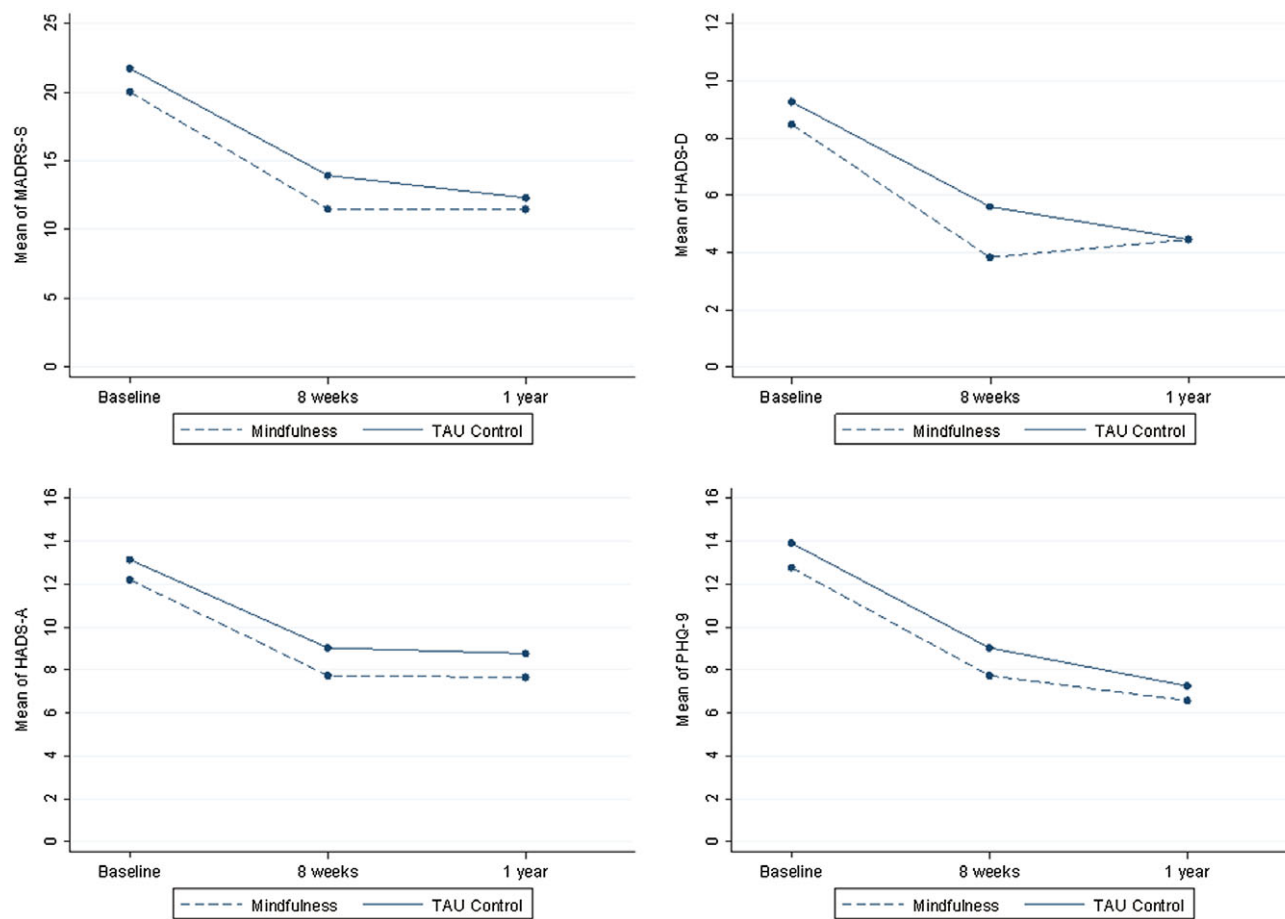 Mean of MADRS-S
25
20
15
10
5
0
Baseline 8 weeks 1 year
Mindfulness TAU Control
Mean of HADS-D
12
10
8
6
4
2
0
Baseline 8 weeks 1 year
Mindfulness TAU Control
Mean of HADS-A
16
14
12
10
8
6
4
2
0
Baseline 8 weeks 1 year
Mindfulness TAU Control
Mean of PHQ-9
16
14
12
10
8
6
4
2
0
Baseline 8 weeks 1 year
Mindfulness TAU Control